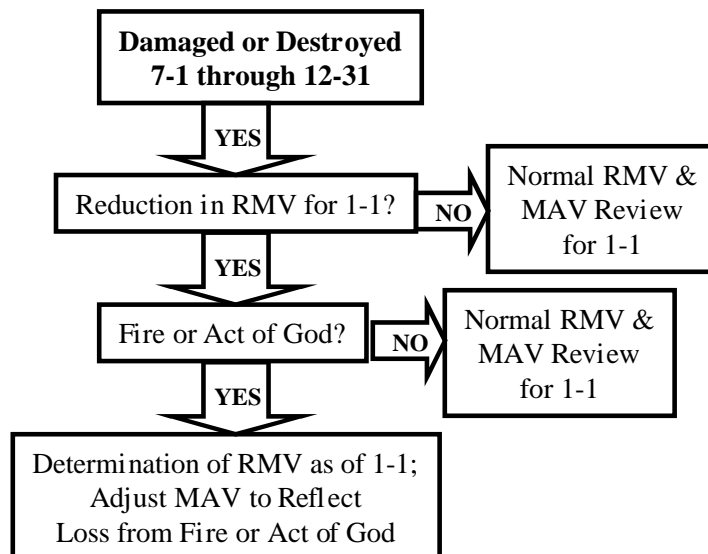 Damaged or Destroyed
7-1 through 12-31
YES
Reduction in RMV for 1-1?
NO
Normal RMV &
MAV Review
for 1-1
YES
Fire or Act of God?
NO
Normal RMV &
MAV Review
for 1-1
YES
Determination of RMV as of 1-1;
Adjust MAV to Reflect
Loss from Fire or Act of God